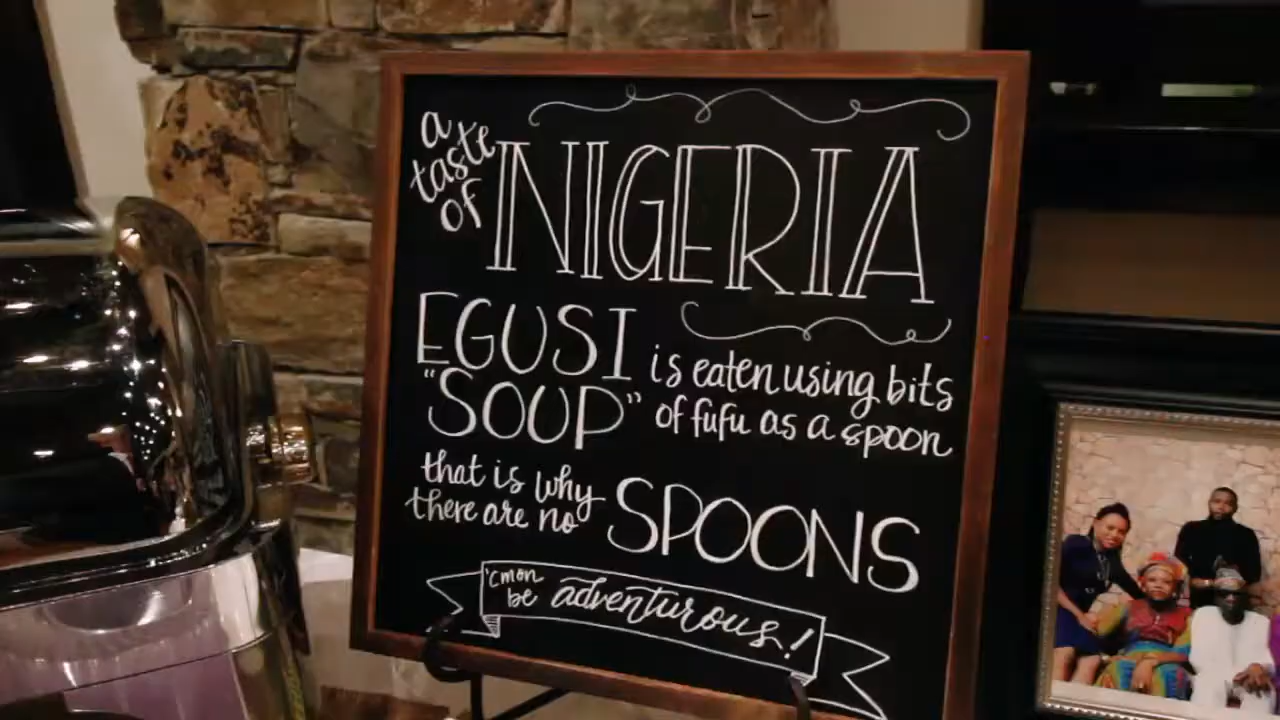 a
taste
of
NIGERIA
EGUSI
"SOUP"
is eaten using bits
of fufu as a spoon
that is why
there are no
SPOONS
'cmon
be adventurous!